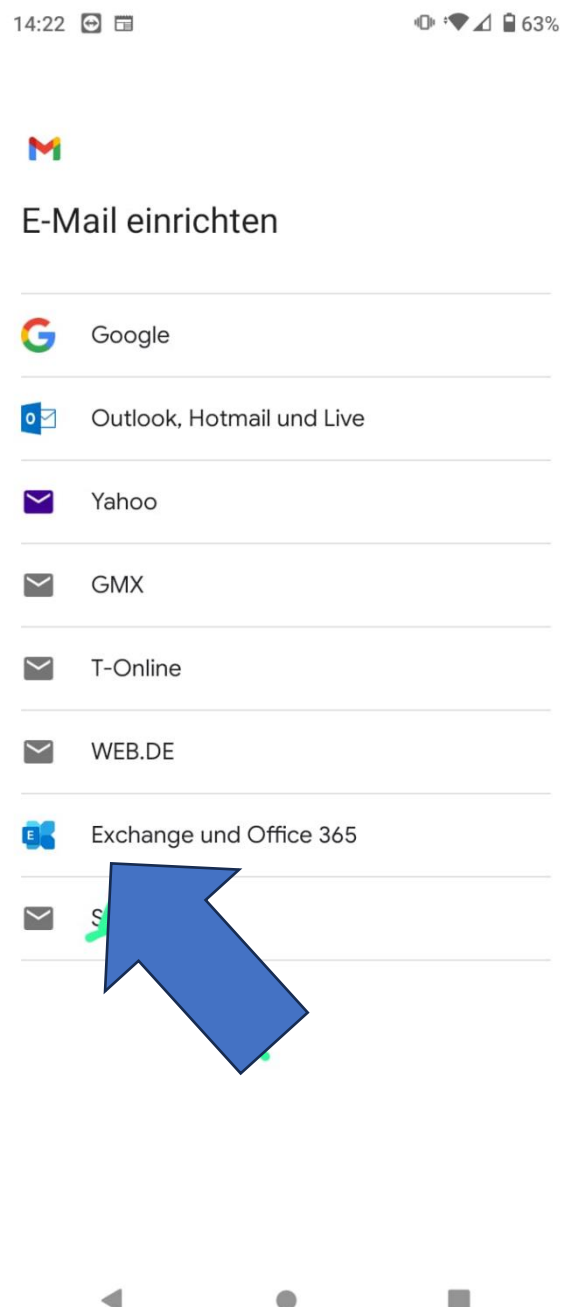 14:22 63%
E-Mail einrichten
Google
Outlook, Hotmail und Live
Yahoo
GMX
T-Online
WEB.DE
Exchange und Office 365